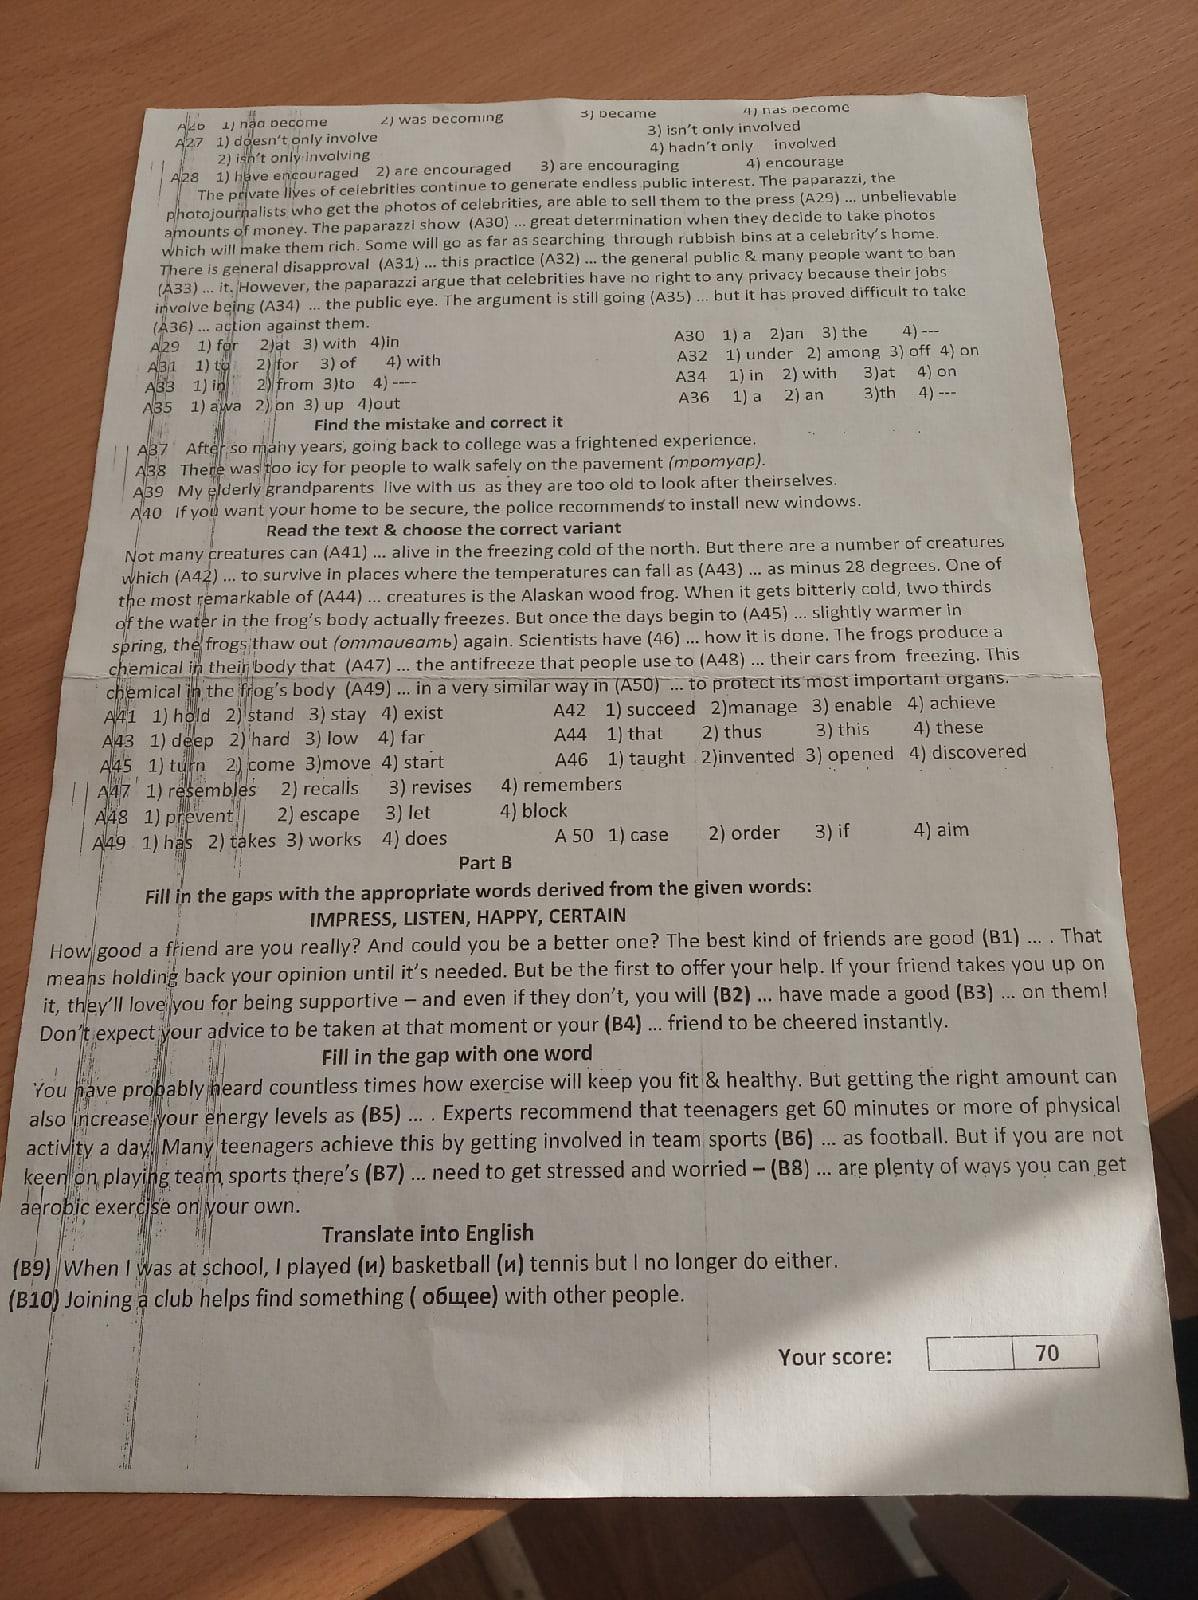 A26 1) had become 2) was becoming 3) became 4) has become
A27 1) doesn't only involve 3) isn't only involved
2) isn't only involving 4) hadn't only involved
A28 1) have encouraged 2) are encouraged 3) are encouraging 4) encourage
The private lives of celebrities continue to generate endless public interest. The paparazzi, the
photojournalists who get the photos of celebrities, are able to sell them to the press (A29) ... unbelievable
amounts of money. The paparazzi show (A30) ... great determination when they decide to take photos
which will make them rich. Some will go as far as searching through rubbish bins at a celebrity's home.
There is general disapproval (A31) ... this practice (A32) ... the general public & many people want to ban
(A33) ... it. However, the paparazzi argue that celebrities have no right to any privacy because their jobs
involve being (A34) ... the public eye. The argument is still going (A35) ... but it has proved difficult to take
(A36) ... action against them.
A29 1) for 2)at 3) with 4)in A30 1) a 2)an 3) the 4) ---
A31 1) to 2) for 3) of 4) with A32 1) under 2) among 3) off 4) on
A33 1) in 2) from 3)to 4) ---- A34 1) in 2) with 3)at 4) on
A35 1) awa 2) on 3) up 4)out A36 1) a 2) an 3)th 4) ---
Find the mistake and correct it
A37 After so many years, going back to college was a frightened experience.
A38 There was too icy for people to walk safely on the pavement (тротуар).
A39 My elderly grandparents live with us as they are too old to look after theirselves.
A40 If you want your home to be secure, the police recommends to install new windows.
Read the text & choose the correct variant
Not many creatures can (A41) ... alive in the freezing cold of the north. But there are a number of creatures
which (A42) ... to survive in places where the temperatures can fall as (A43) ... as minus 28 degrees. One of
the most remarkable of (A44) ... creatures is the Alaskan wood frog. When it gets bitterly cold, two thirds
of the water in the frog's body actually freezes. But once the days begin to (A45) ... slightly warmer in
spring, the frogs thaw out (оттаивать) again. Scientists have (46) ... how it is done. The frogs produce a
chemical in their body that (A47) ... the antifreeze that people use to (A48) ... their cars from freezing. This
chemical in the frog's body (A49) ... in a very similar way in (A50) ... to protect its most important organs.
A41 1) hold 2) stand 3) stay 4) exist A42 1) succeed 2)manage 3) enable 4) achieve
A43 1) deep 2) hard 3) low 4) far A44 1) that 2) thus 3) this 4) these
A45 1) turn 2) come 3)move 4) start A46 1) taught 2)invented 3) opened 4) discovered
A47 1) resembles 2) recalls 3) revises 4) remembers
A48 1) prevent 2) escape 3) let 4) block
A49 1) has 2) takes 3) works 4) does A 50 1) case 2) order 3) if 4) aim
Part B
Fill in the gaps with the appropriate words derived from the given words:
IMPRESS, LISTEN, HAPPY, CERTAIN
How good a friend are you really? And could you be a better one? The best kind of friends are good (B1) ... . That
means holding back your opinion until it's needed. But be the first to offer your help. If your friend takes you up on
it, they'll love you for being supportive – and even if they don't, you will (B2) ... have made a good (B3) ... on them!
Don't expect your advice to be taken at that moment or your (B4) ... friend to be cheered instantly.
Fill in the gap with one word
You have probably heard countless times how exercise will keep you fit & healthy. But getting the right amount can
also increase your energy levels as (B5) ... . Experts recommend that teenagers get 60 minutes or more of physical
activity a day. Many teenagers achieve this by getting involved in team sports (B6) ... as football. But if you are not
keen on playing team sports there's (B7) ... need to get stressed and worried – (B8) ... are plenty of ways you can get
aerobic exercise on your own.
Translate into English
(B9) When I was at school, I played (и) basketball (и) tennis but I no longer do either.
(B10) Joining a club helps find something ( общее) with other people.
Your score: 70